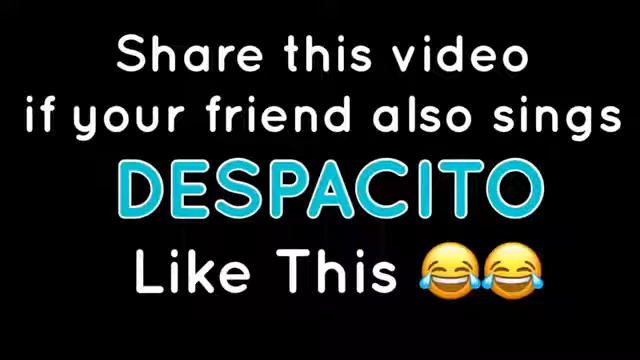 Share this video
if your friend also sings
DESPACITO
Like This 😂😂